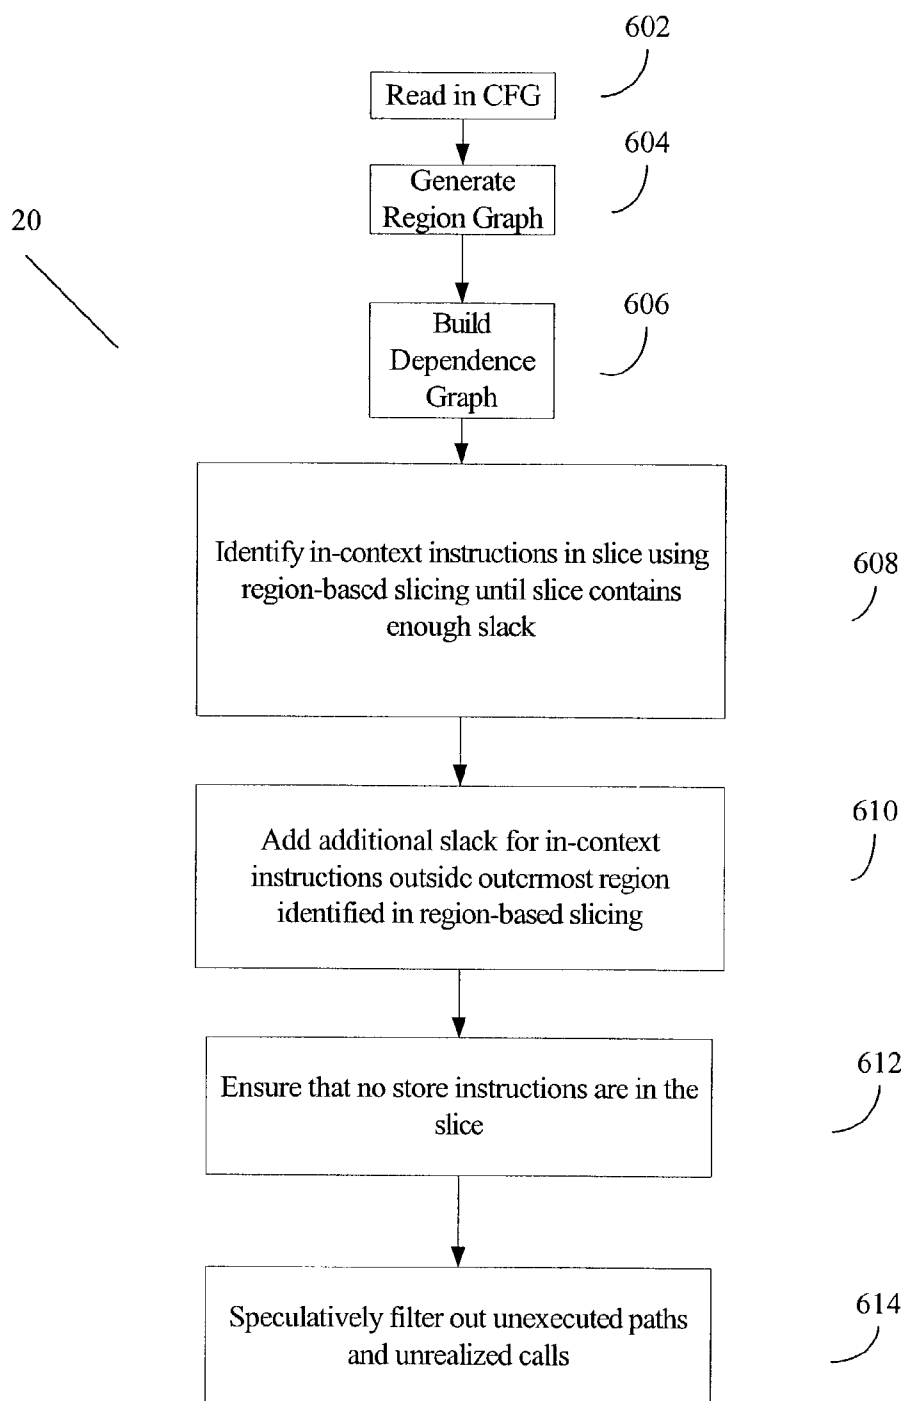 602
Read in CFG
604
Generate
Region Graph
20
606
Build
Dependence
Graph
Identify in-context instructions in slice using
region-based slicing until slice contains
enough slack
608
610
Add additional slack for in-context
instructions outside outermost region
identified in region-based slicing
612
Ensure that no store instructions are in the
slice
614
Speculatively filter out unexecuted paths
and unrealized calls